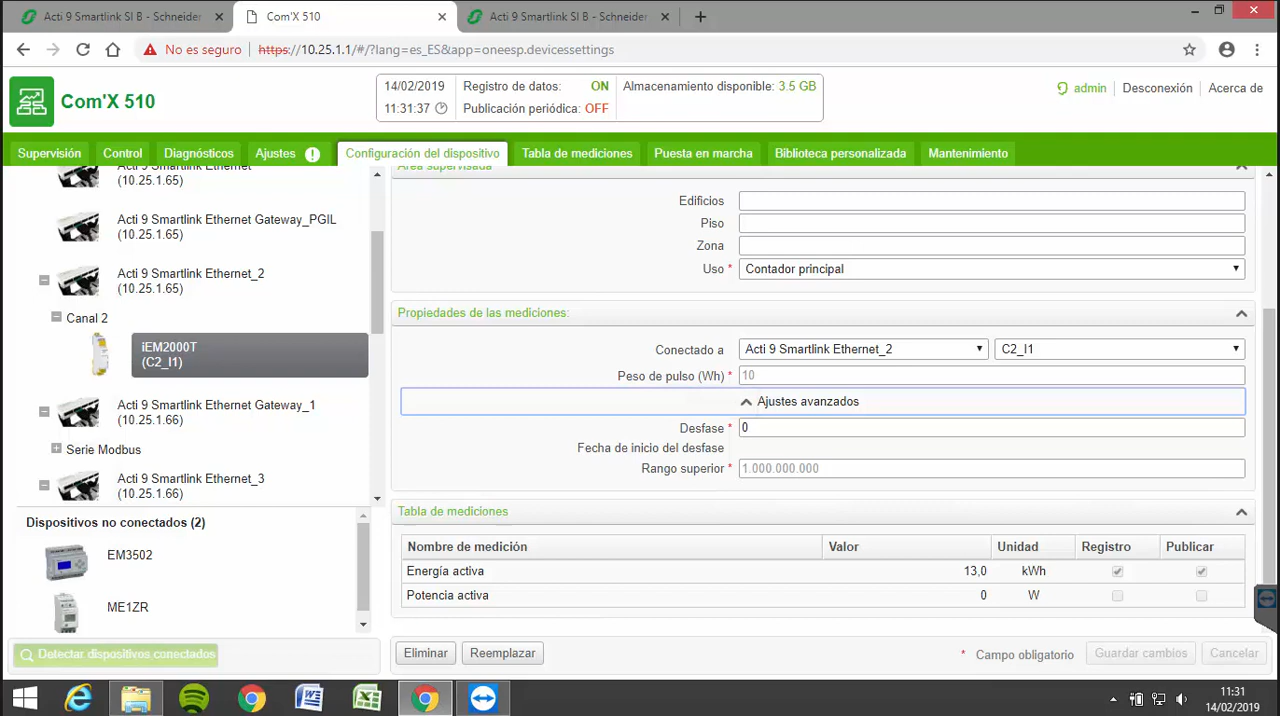 Acti 9 Smartlink SI B - Schneider
Com'X 510
Acti 9 Smartlink SI B - Schneider
No es seguro
https://10.25.1.1/#/?lang=es_ES&app=oneesp.devicessettings
Com'X 510
14/02/2019
11:31:37
Registro de datos: ON
Publicación periódica: OFF
Almacenamiento disponible: 3.5 GB
admin
Desconexión
Acerca de
Supervisión
Control
Diagnósticos
Ajustes
Configuración del dispositivo
Tabla de mediciones
Puesta en marcha
Biblioteca personalizada
Mantenimiento
Acti 9 Smartlink Ethernet
(10.25.1.65)
Acti 9 Smartlink Ethernet Gateway_PGIL
(10.25.1.65)
Acti 9 Smartlink Ethernet_2
(10.25.1.65)
Canal 2
iEM2000T
(C2_I1)
Acti 9 Smartlink Ethernet Gateway_1
(10.25.1.66)
Serie Modbus
Acti 9 Smartlink Ethernet_3
(10.25.1.66)
Dispositivos no conectados (2)
EM3502
ME1ZR
Detectar dispositivos conectados
Área supervisada
Edificios
Piso
Zona
Uso * Contador principal
Propiedades de las mediciones:
Conectado a Acti 9 Smartlink Ethernet_2 C2_I1
Peso de pulso (Wh) * 10
Ajustes avanzados
Desfase * 0
Fecha de inicio del desfase
Rango superior * 1.000.000.000
Tabla de mediciones
Nombre de medición Valor Unidad Registro Publicar
Energía activa 13,0 kWh
Potencia activa 0 W
Eliminar
Reemplazar
* Campo obligatorio
Guardar cambios
Cancelar
11:31
14/02/2019